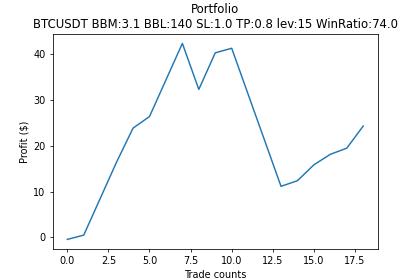 Portfolio
BTCUSDT BBM:3.1 BBL:140 SL:1.0 TP:0.8 lev:15 WinRatio:74.0
Profit ($)
40
30
20
10
0
0.0 2.5 5.0 7.5 10.0 12.5 15.0 17.5
Trade counts